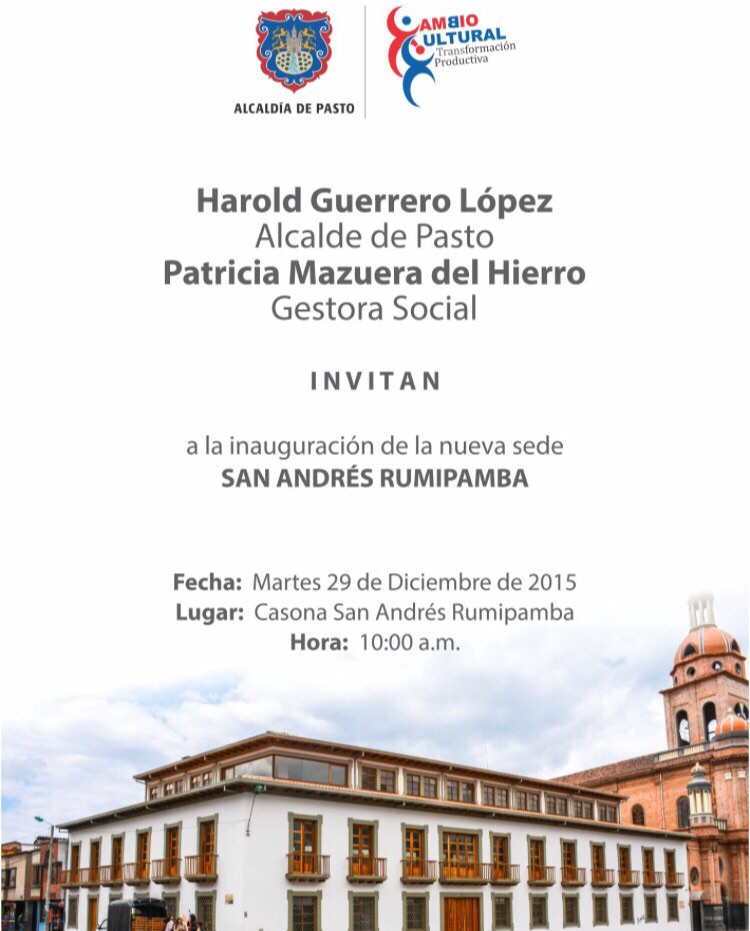 ALCALDÍA DE PASTO
CAMBIO
CULTURAL
Transformación
Productiva
Harold Guerrero López
Alcalde de Pasto
Patricia Mazuera del Hierro
Gestora Social
INVITAN
a la inauguración de la nueva sede
SAN ANDRÉS RUMIPAMBA
Fecha: Martes 29 de Diciembre de 2015
Lugar: Casona San Andrés Rumipamba
Hora: 10:00 a.m.